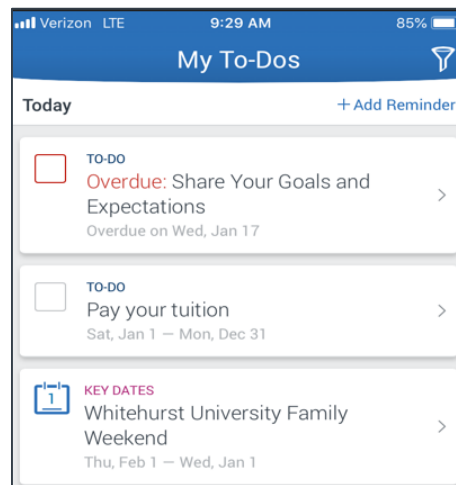 Verizon LTE 9:29 AM 85%
My To-Dos
Today + Add Reminder
TO-DO
Overdue: Share Your Goals and
Expectations
Overdue on Wed, Jan 17
TO-DO
Pay your tuition
Sat, Jan 1 — Mon, Dec 31
1
KEY DATES
Whitehurst University Family
Weekend
Thu, Feb 1 — Wed, Jan 1